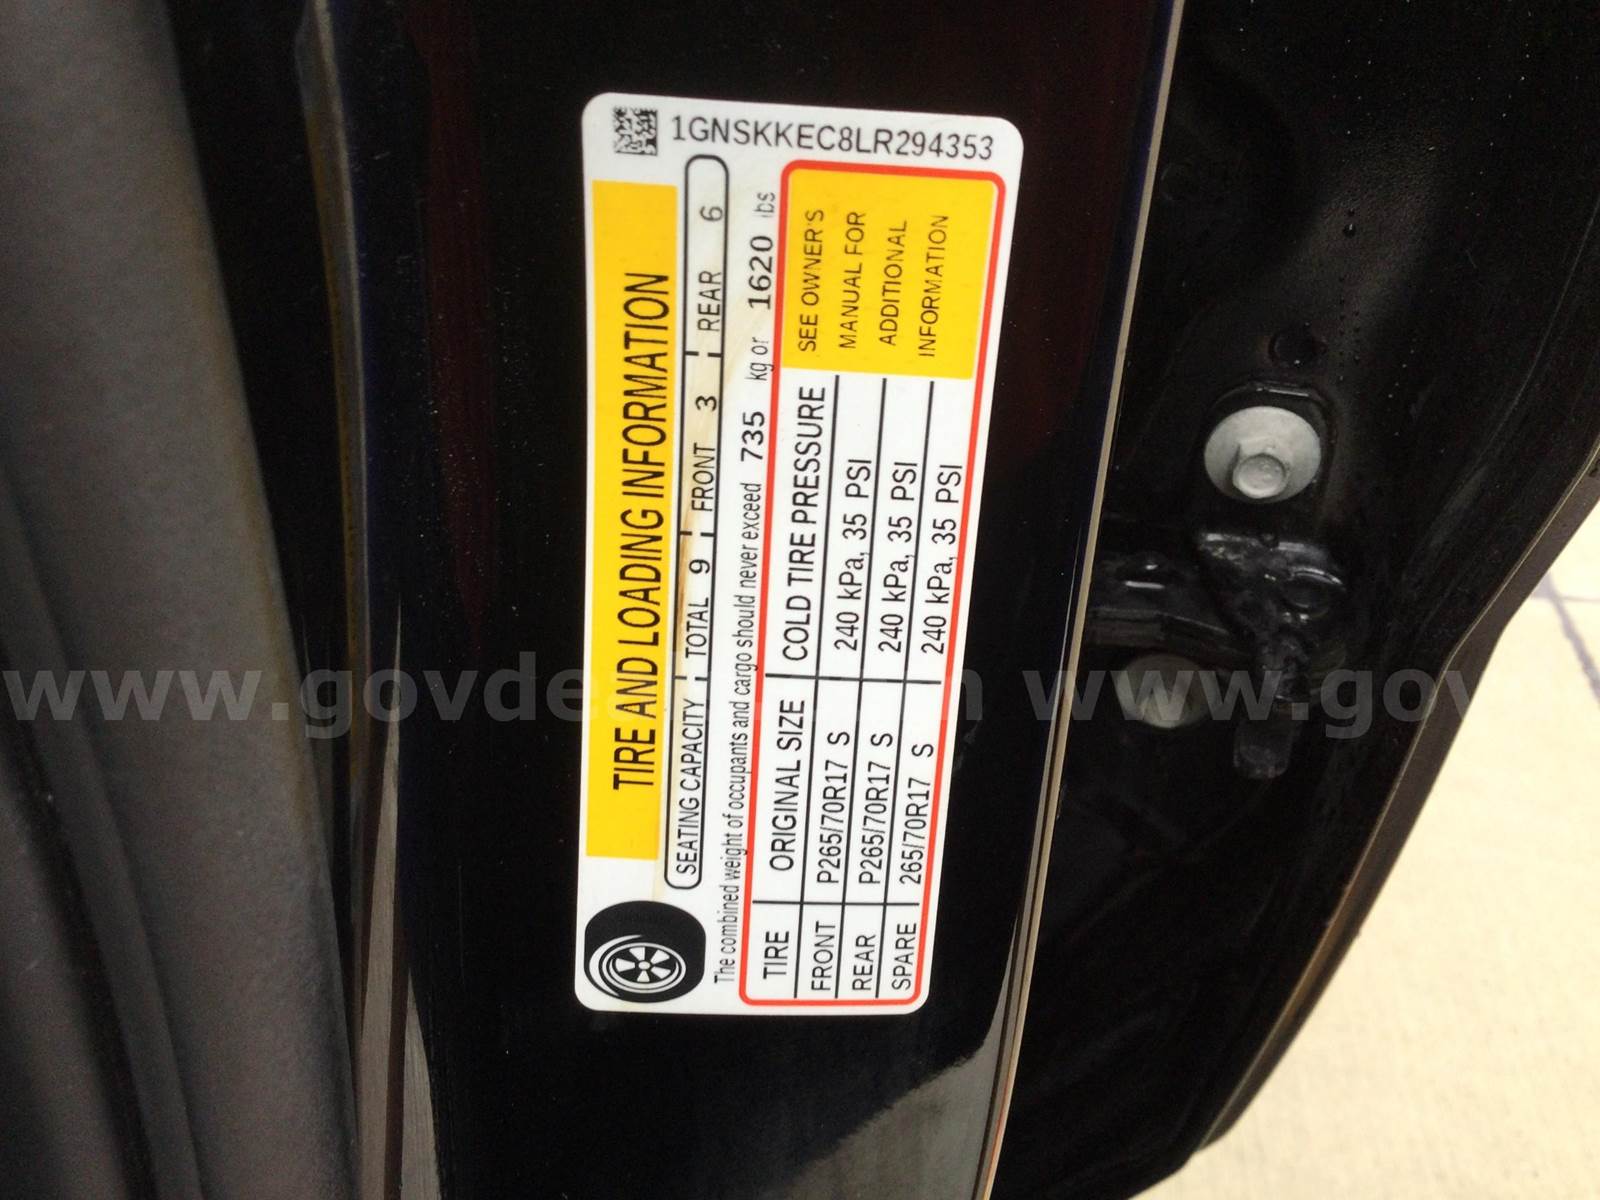 1GNSKKEC8LR294353
TIRE AND LOADING INFORMATION
SEATING CAPACITY TOTAL 9 FRONT 3 REAR 6
The combined weight of occupants and cargo should never exceed 735 kg or 1620 lbs
TIRE ORIGINAL SIZE COLD TIRE PRESSURE
FRONT P265/70R17 S 240 kPa, 35 PSI
REAR P265/70R17 S 240 kPa, 35 PSI
SPARE 265/70R17 S 240 kPa, 35 PSI
SEE OWNER'S
MANUAL FOR
ADDITIONAL
INFORMATION
www.govde m www.gov